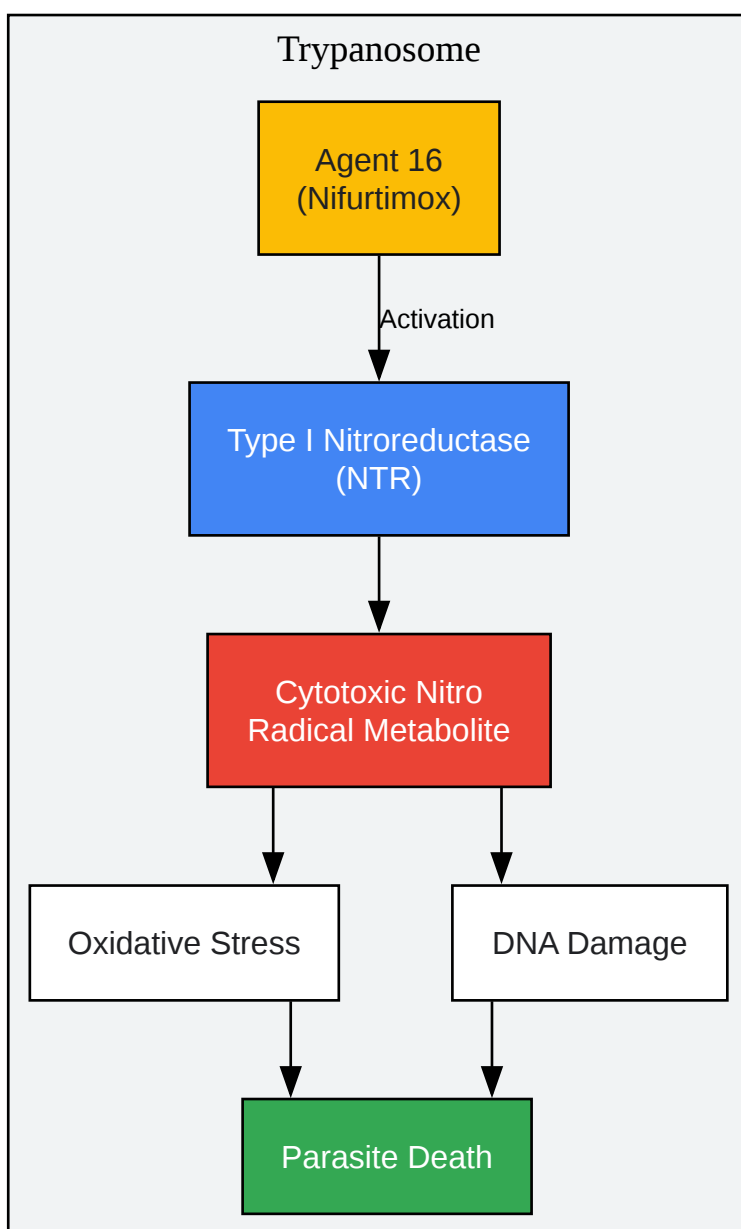 Trypanosome
Agent 16
(Nifurtimox)
Activation
Type I Nitroreductase
(NTR)
Cytotoxic Nitro
Radical Metabolite
Oxidative Stress
DNA Damage
Parasite Death